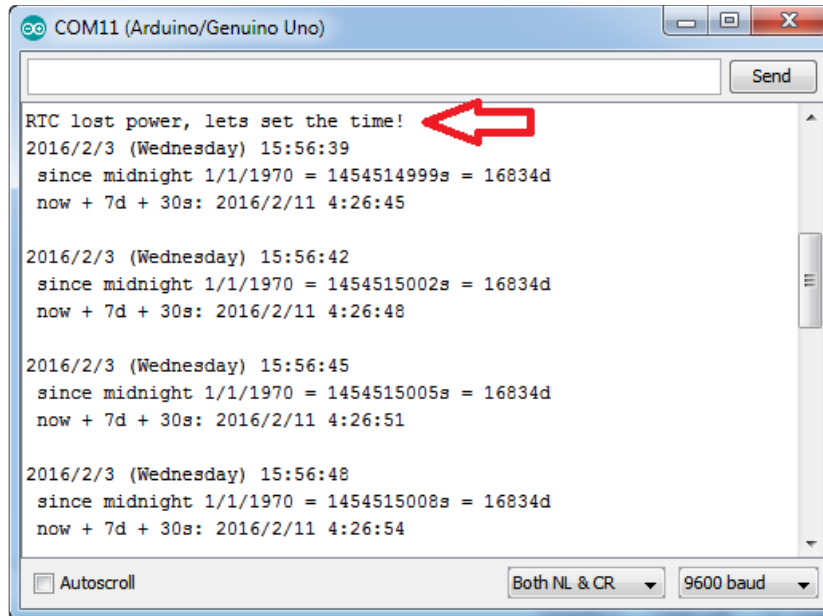 COM11 (Arduino/Genuino Uno)
Send
RTC lost power, lets set the time!
2016/2/3 (Wednesday) 15:56:39
since midnight 1/1/1970 = 1454514999s = 16834d
now + 7d + 30s: 2016/2/11 4:26:45
2016/2/3 (Wednesday) 15:56:42
since midnight 1/1/1970 = 1454515002s = 16834d
now + 7d + 30s: 2016/2/11 4:26:48
2016/2/3 (Wednesday) 15:56:45
since midnight 1/1/1970 = 1454515005s = 16834d
now + 7d + 30s: 2016/2/11 4:26:51
2016/2/3 (Wednesday) 15:56:48
since midnight 1/1/1970 = 1454515008s = 16834d
now + 7d + 30s: 2016/2/11 4:26:54
Autoscroll Both NL & CR 9600 baud